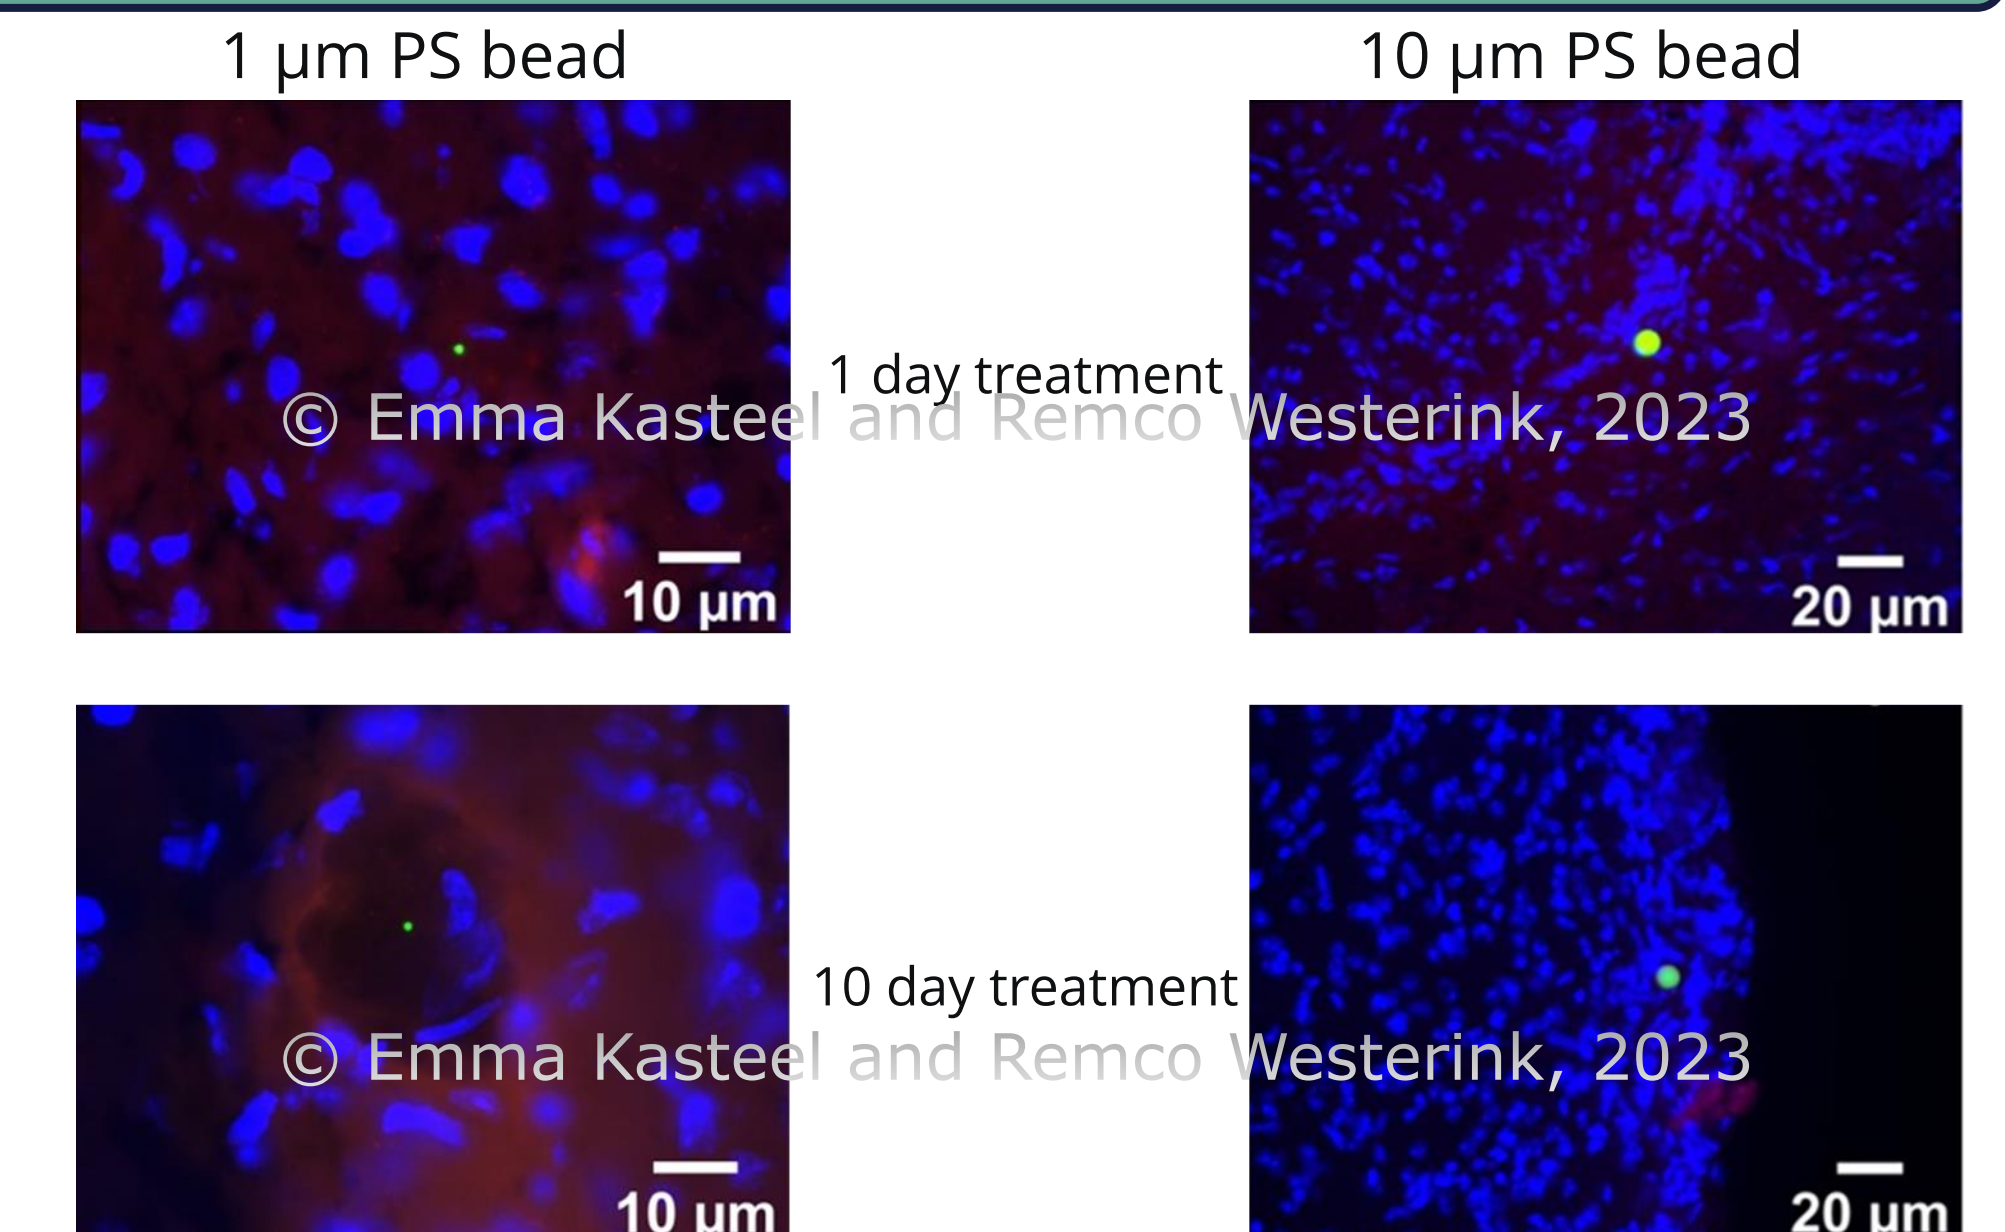 1 µm PS bead
10 µm PS bead
1 day treatment
© Emma Kasteel and Remco Westerink, 2023
10 µm
20 µm
10 day treatment
© Emma Kasteel and Remco Westerink, 2023
10 µm
20 µm